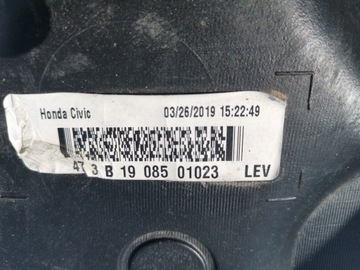 Honda Civic 03/26/2019 15:22:49
47 3 B 19 085 01023 LEV